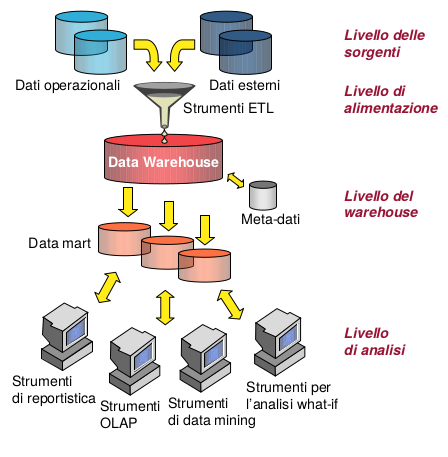 Livello delle
sorgenti
Dati operazionali
Dati esterni
Livello di
alimentazione
Strumenti ETL
Data Warehouse
Livello del
warehouse
Meta-dati
Data mart
Livello
di analisi
Strumenti
di reportistica
Strumenti
OLAP
Strumenti
di data mining
Strumenti per
l'analisi what-if